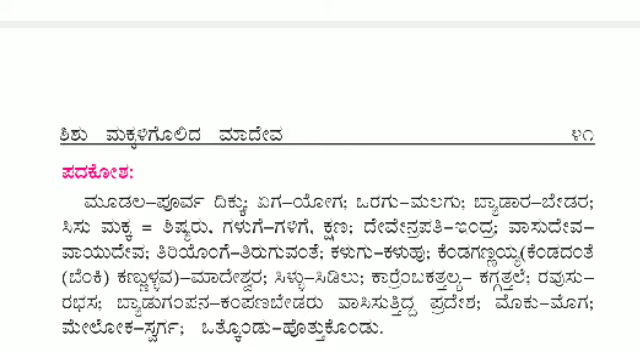 ಶಿಶು ಮಕ್ಕಳಿಗೊಲಿದ ಮಾದೇವ ೪೧
ಪದಕೋಶ:
ಮೂಡಲ–ಪೂರ್ವ ದಿಕ್ಕು; ಏಗ–ಯೋಗ; ಒರಗು–ಮಲಗು; ಬ್ಯಾಡಾರ–ಬೇಡರ;
ಸಿಸು ಮಕ್ಕ = ಶಿಷ್ಯರು, ಗಳುಗೆ–ಗಳಿಗೆ, ಕ್ಷಣ; ದೇವೇನ್ರಪತಿ–ಇಂದ್ರ; ವಾಸುದೇವ–
ವಾಯುದೇವ; ತಿರಿಯೊಂಗೆ–ತಿರುಗುವಂತೆ; ಕಳುಗು–ಕಳುಹು; ಕೆಂಡಗಣ್ಣಯ್ಯ(ಕೆಂಡದಂತೆ
(ಬೆಂಕಿ) ಕಣ್ಣುಳ್ಳವ)–ಮಾದೇಶ್ವರ; ಸಿಳ್ಳು–ಸಿಡಿಲು; ಕಾರ್ರೆಂಬಕತ್ತಲ್ಯ–ಕಗ್ಗತ್ತಲೆ; ರವುಸು–
ರಭಸ; ಬ್ಯಾಡುಗಂಪನ–ಕಂಪಣಬೇಡರು ವಾಸಿಸುತ್ತಿದ್ದ ಪ್ರದೇಶ; ಮೊಕು–ಮೊಗ;
ಮೇಲೋಕ–ಸ್ವರ್ಗ; ಒತ್ಕೊಂಡು–ಹೊತ್ತುಕೊಂಡು.